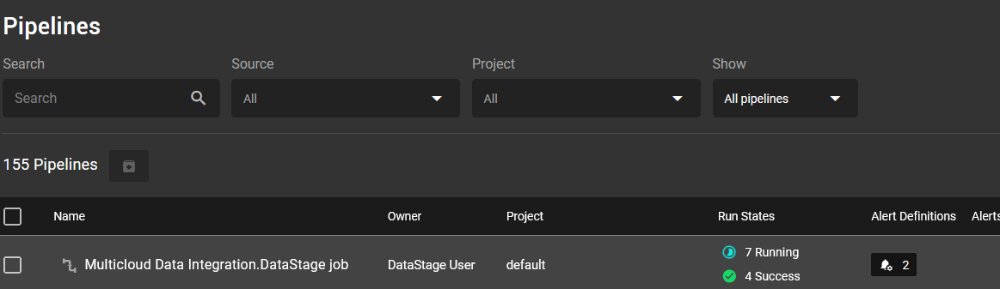 Pipelines
Search Source Project Show
Search All All All pipelines
155 Pipelines
Name Owner Project Run States Alert Definitions Alerts
Multicloud Data Integration.DataStage job DataStage User default 7 Running 2
4 Success